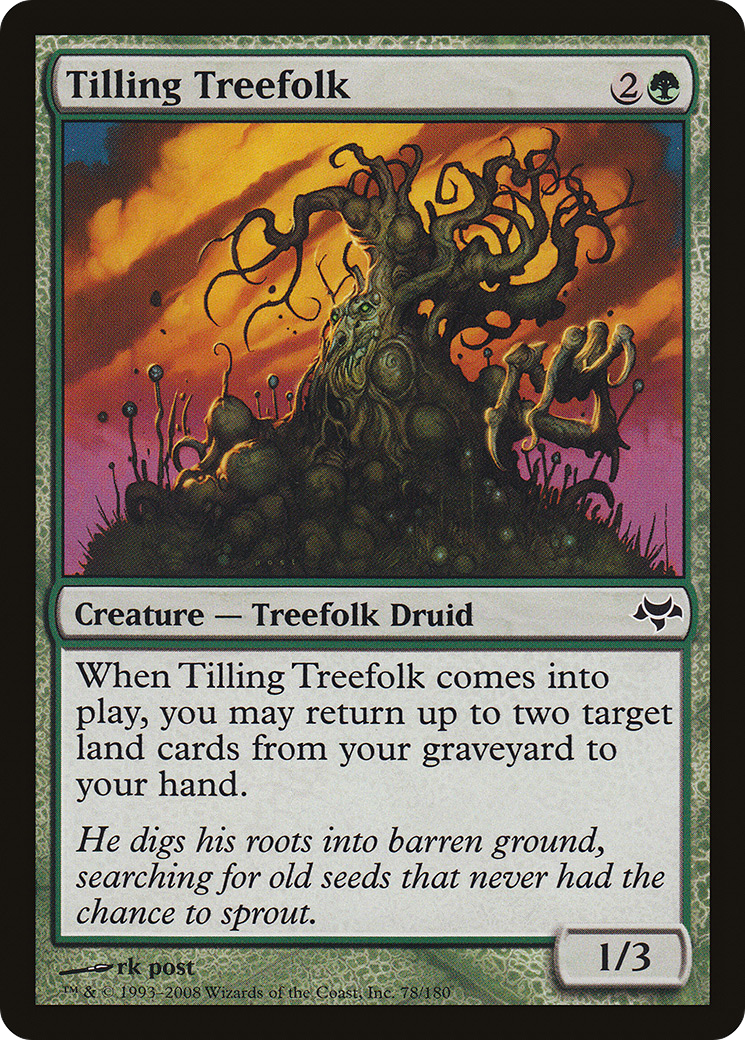 Tilling Treefolk
2
post
Creature — Treefolk Druid
When Tilling Treefolk comes into
play, you may return up to two target
land cards from your graveyard to
your hand.
He digs his roots into barren ground,
searching for old seeds that never had the
chance to sprout.
1/3
rk post
™ & © 1993–2008 Wizards of the Coast, Inc. 78/180